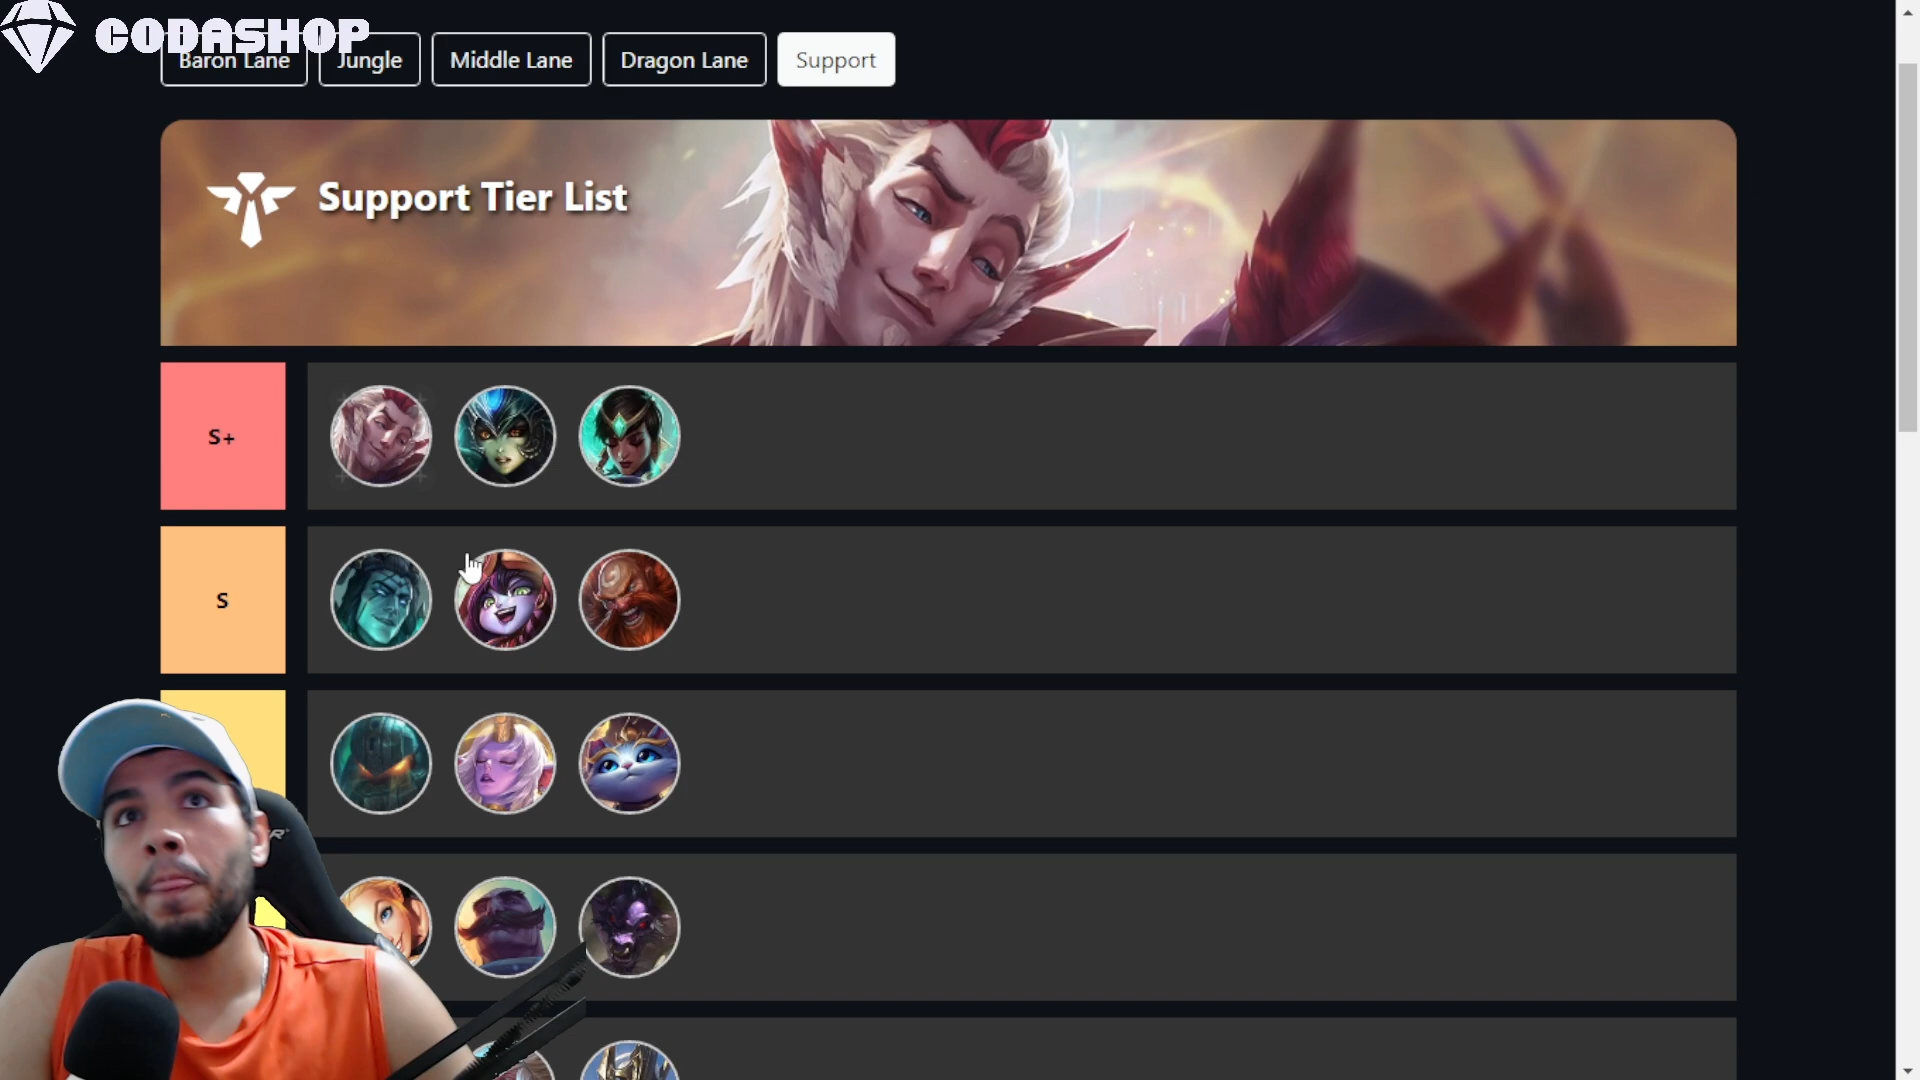 CODASHOP
Baron Lane Jungle Middle Lane Dragon Lane Support
Support Tier List
S+
S